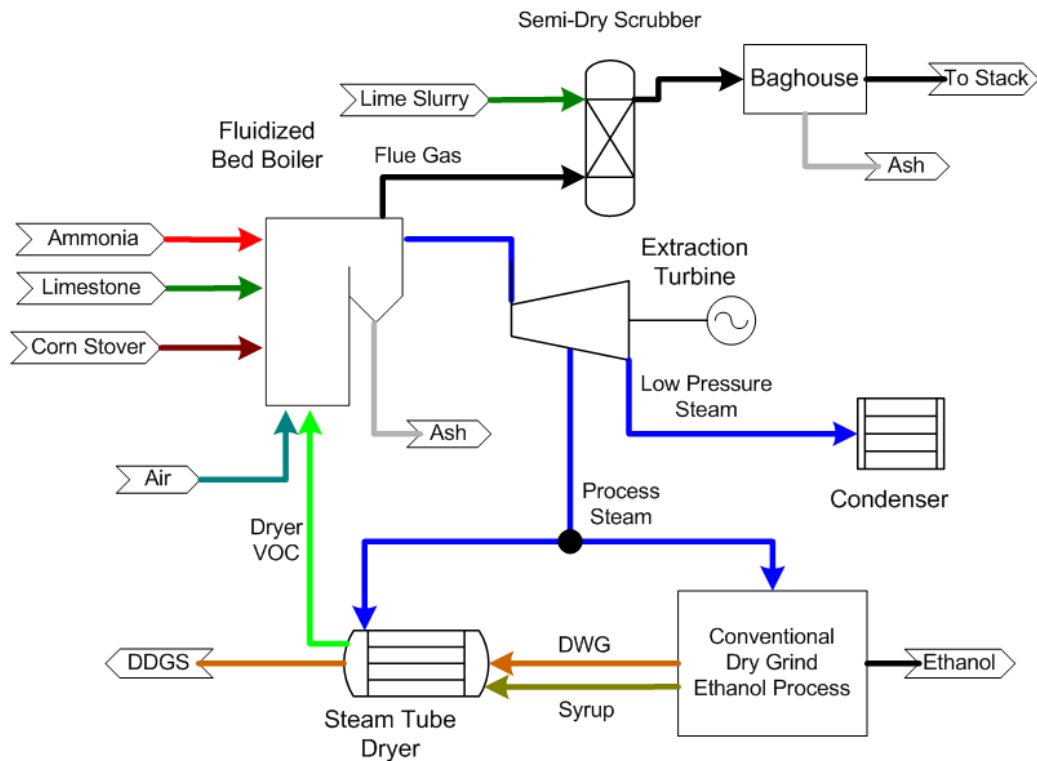 Semi-Dry Scrubber
Baghouse
To Stack
Lime Slurry
Fluidized
Bed Boiler
Flue Gas
Ash
Ammonia
Extraction
Turbine
Limestone
Corn Stover
Low Pressure
Steam
Ash
Air
Condenser
Process
Steam
Dryer
VOC
Conventional
Dry Grind
Ethanol Process
DWG
DDGS
Ethanol
Syrup
Steam Tube
Dryer